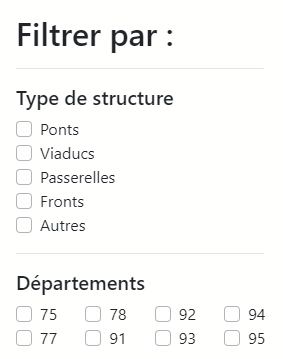 Filtrer par :
Type de structure
Ponts
Viaducs
Passerelles
Fronts
Autres
Départements
75 78 92 94
77 91 93 95